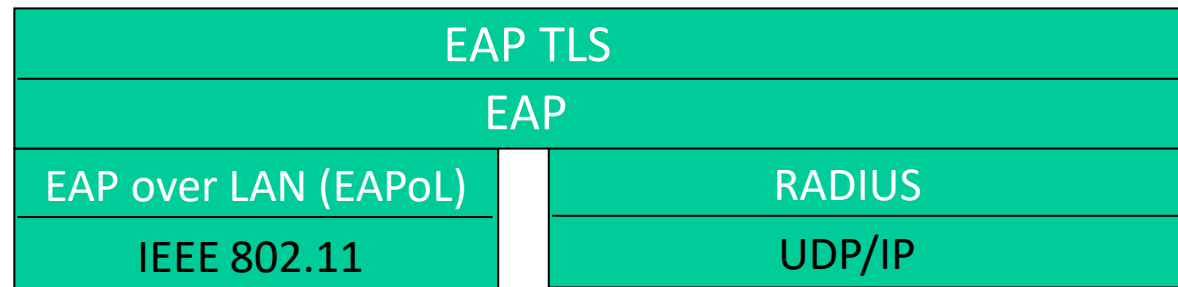 EAP TLS
EAP
EAP over LAN (EAPoL)
RADIUS
IEEE 802.11
UDP/IP